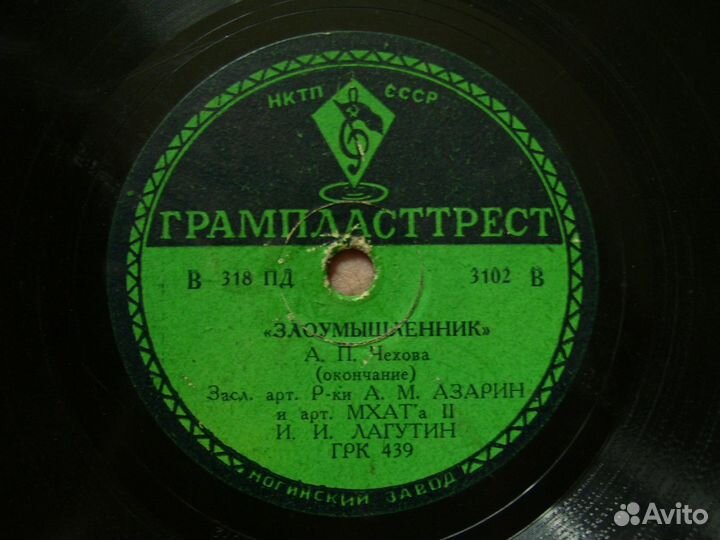 НКТП СССР
ГРАМПЛАСТТРЕСТ
В 318 ПД 3102 В
«ЗЛОУМЫШЛЕННИК»
А. П. Чехова
(окончание)
Засл. арт. Р-ки А. М. АЗАРИН
и арт. МХАТ'а II
И. И. ЛАГУТИН
ГРК 439
НОГИНСКИЙ ЗАВОД
Avito